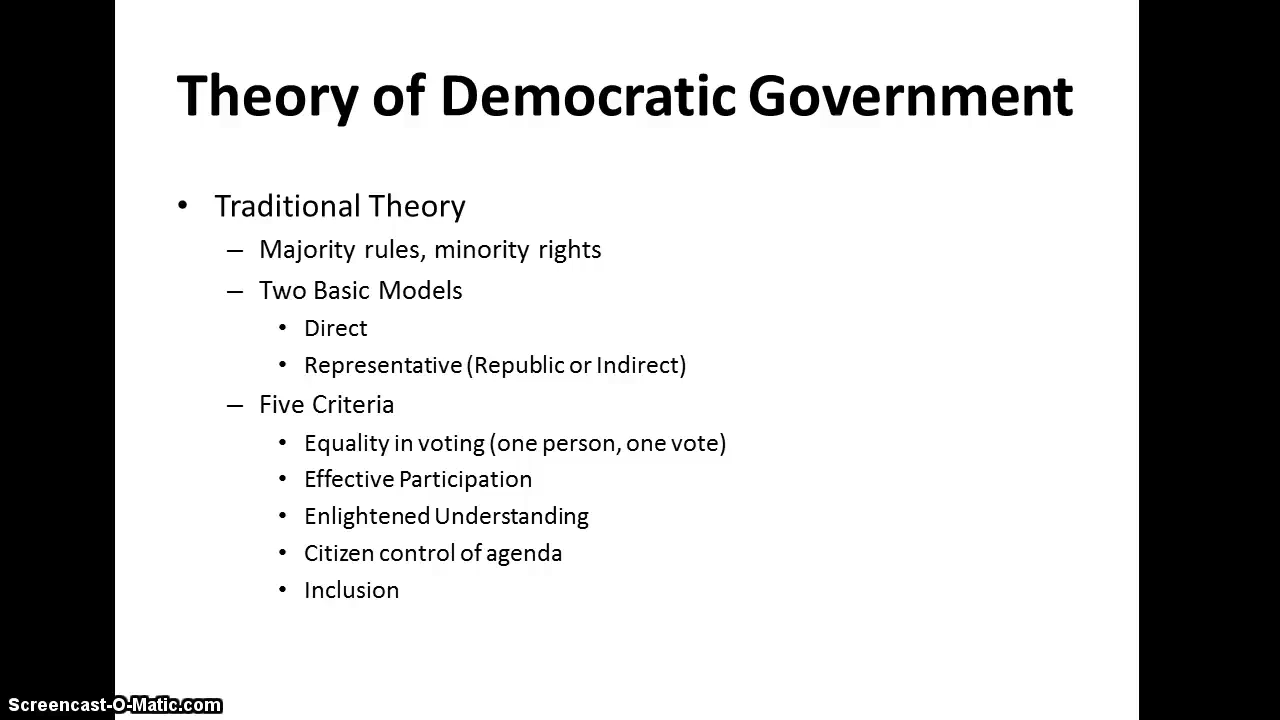 Theory of Democratic Government
• Traditional Theory
– Majority rules, minority rights
– Two Basic Models
• Direct
• Representative (Republic or Indirect)
– Five Criteria
• Equality in voting (one person, one vote)
• Effective Participation
• Enlightened Understanding
• Citizen control of agenda
• Inclusion
Screencast-O-Matic.com